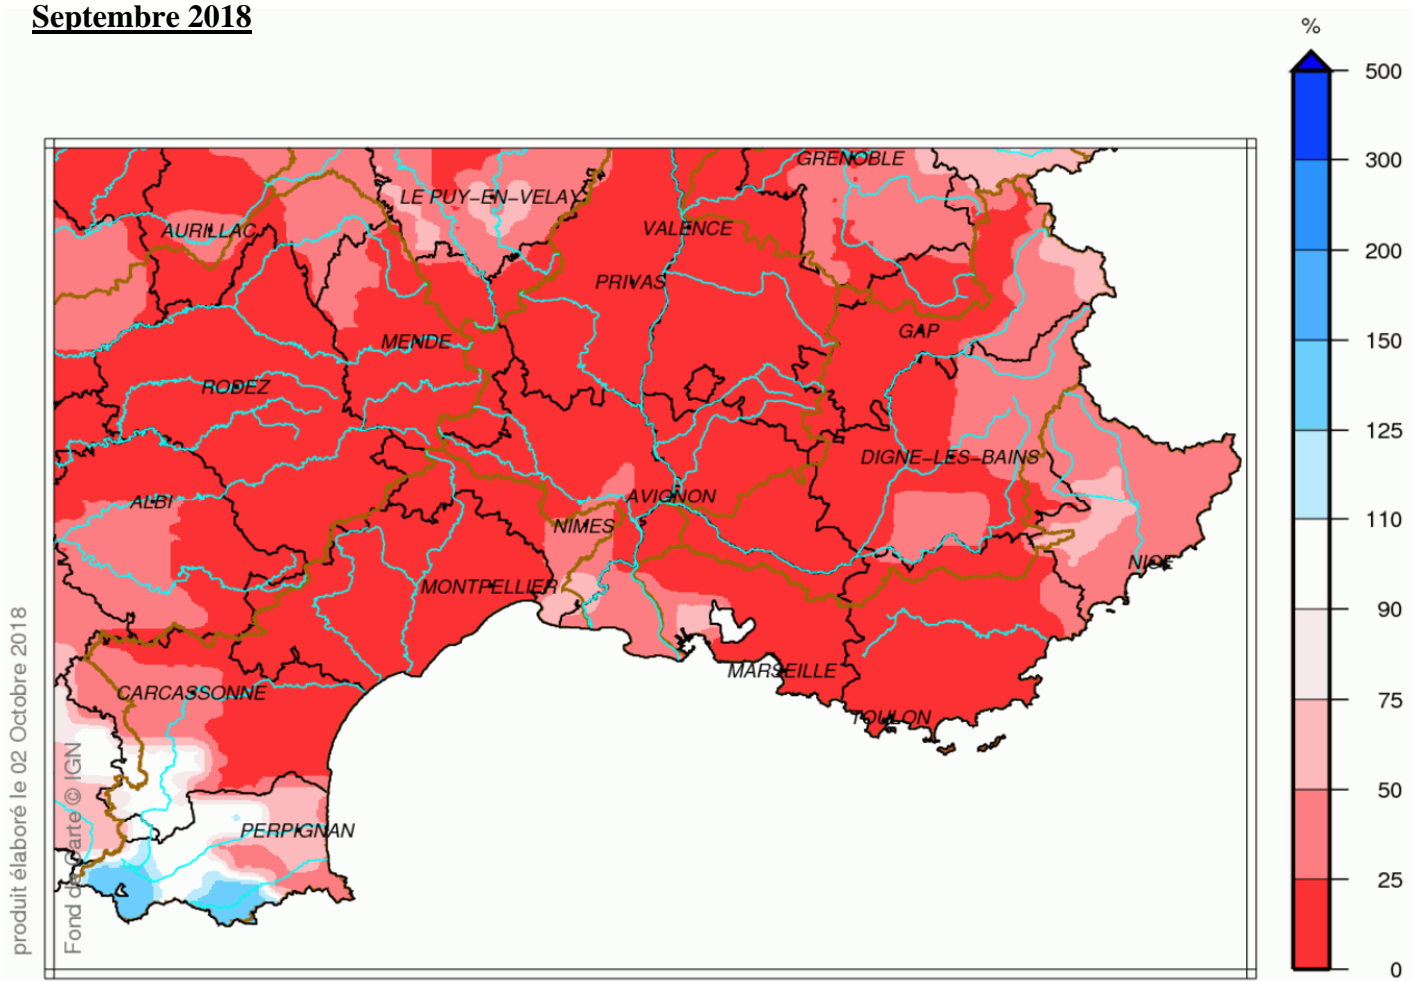 Septembre 2018
%
500
300
200
150
125
110
90
75
50
25
0
GRENOBLE
LE PUY-EN-VELAY
AURILLAC
VALENCE
PRIVAS
GAP
MENDE
RODEZ
DIGNE-LES-BAINS
ALBI
AVIGNON
NIMES
NICE
MONTPELLIER
MARSEILLE
CARCASSONNE
TOULON
PERPIGNAN
produit élaboré le 02 Octobre 2018
Fond de Carte © IGN